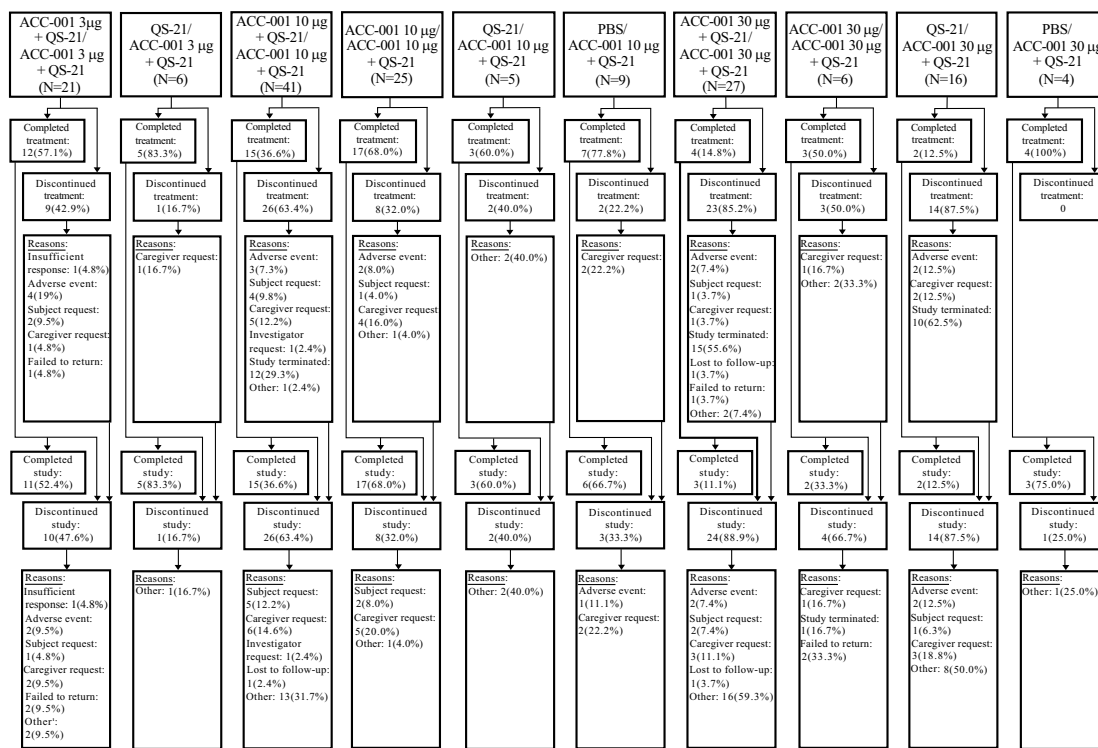 ACC-001 3μg
+ QS-21/
ACC-001 3 μg
+ QS-21
(N=21)
QS-21/
ACC-001 3 μg
+ QS-21
(N=6)
ACC-001 10 μg
+ QS-21/
ACC-001 10 μg
+ QS-21
(N=41)
ACC-001 10 μg/
ACC-001 10 μg
+ QS-21
(N=25)
QS-21/
ACC-001 10 μg
+ QS-21
(N=5)
PBS/
ACC-001 10 μg
+ QS-21
(N=9)
ACC-001 30 μg
+ QS-21/
ACC-001 30 μg
+ QS-21
(N=27)
ACC-001 30 μg/
ACC-001 30 μg
+ QS-21
(N=6)
QS-21/
ACC-001 30 μg
+ QS-21
(N=16)
PBS/
ACC-001 30 μg
+ QS-21
(N=4)
Completed
treatment:
12(57.1%)
Completed
treatment:
5(83.3%)
Completed
treatment:
15(36.6%)
Completed
treatment:
17(68.0%)
Completed
treatment:
3(60.0%)
Completed
treatment:
7(77.8%)
Completed
treatment:
4(14.8%)
Completed
treatment:
3(50.0%)
Completed
treatment:
2(12.5%)
Completed
treatment:
4(100%)
Discontinued
treatment:
9(42.9%)
Discontinued
treatment:
1(16.7%)
Discontinued
treatment:
26(63.4%)
Discontinued
treatment:
8(32.0%)
Discontinued
treatment:
2(40.0%)
Discontinued
treatment:
2(22.2%)
Discontinued
treatment:
23(85.2%)
Discontinued
treatment:
3(50.0%)
Discontinued
treatment:
14(87.5%)
Discontinued
treatment:
0
Reasons:
Insufficient
response: 1(4.8%)
Adverse event:
4(19%)
Subject request:
2(9.5%)
Caregiver request:
1(4.8%)
Failed to return:
1(4.8%)
Reasons:
Caregiver request:
1(16.7%)
Reasons:
Adverse event:
3(7.3%)
Subject request:
4(9.8%)
Caregiver request:
5(12.2%)
Investigator
request: 1(2.4%)
Study terminated:
12(29.3%)
Other: 1(2.4%)
Reasons:
Adverse event:
2(8.0%)
Subject request:
1(4.0%)
Caregiver request:
4(16.0%)
Other: 1(4.0%)
Reasons:
Other: 2(40.0%)
Reasons:
Caregiver request:
2(22.2%)
Reasons:
Adverse event:
2(7.4%)
Subject request:
1(3.7%)
Caregiver request:
1(3.7%)
Study terminated:
15(55.6%)
Lost to follow-up:
1(3.7%)
Failed to return:
1(3.7%)
Other: 2(7.4%)
Reasons:
Caregiver request:
1(16.7%)
Other: 2(33.3%)
Reasons:
Adverse event:
2(12.5%)
Caregiver request:
2(12.5%)
Study terminated:
10(62.5%)
Completed
study:
11(52.4%)
Completed
study:
5(83.3%)
Completed
study:
15(36.6%)
Completed
study:
17(68.0%)
Completed
study:
3(60.0%)
Completed
study:
6(66.7%)
Completed
study:
3(11.1%)
Completed
study:
2(33.3%)
Completed
study:
2(12.5%)
Completed
study:
3(75.0%)
Discontinued
study:
10(47.6%)
Discontinued
study:
1(16.7%)
Discontinued
study:
26(63.4%)
Discontinued
study:
8(32.0%)
Discontinued
study:
2(40.0%)
Discontinued
study:
3(33.3%)
Discontinued
study:
24(88.9%)
Discontinued
study:
4(66.7%)
Discontinued
study:
14(87.5%)
Discontinued
study:
1(25.0%)
Reasons:
Insufficient
response: 1(4.8%)
Adverse event:
2(9.5%)
Subject request:
1(4.8%)
Caregiver request:
2(9.5%)
Failed to return:
2(9.5%)
Other':
2(9.5%)
Reasons:
Other: 1(16.7%)
Reasons:
Subject request:
5(12.2%)
Caregiver request:
6(14.6%)
Investigator
request: 1(2.4%)
Lost to follow-up:
1(2.4%)
Other: 13(31.7%)
Reasons:
Subject request:
2(8.0%)
Caregiver request:
5(20.0%)
Other: 1(4.0%)
Reasons:
Other: 2(40.0%)
Reasons:
Adverse event:
1(11.1%)
Caregiver request:
2(22.2%)
Reasons:
Adverse event:
2(7.4%)
Subject request:
2(7.4%)
Caregiver request:
3(11.1%)
Lost to follow-up:
1(3.7%)
Other: 16(59.3%)
Reasons:
Caregiver request:
1(16.7%)
Study terminated:
1(16.7%)
Failed to return:
2(33.3%)
Reasons:
Adverse event:
2(12.5%)
Subject request:
1(6.3%)
Caregiver request:
3(18.8%)
Other: 8(50.0%)
Reasons:
Other: 1(25.0%)